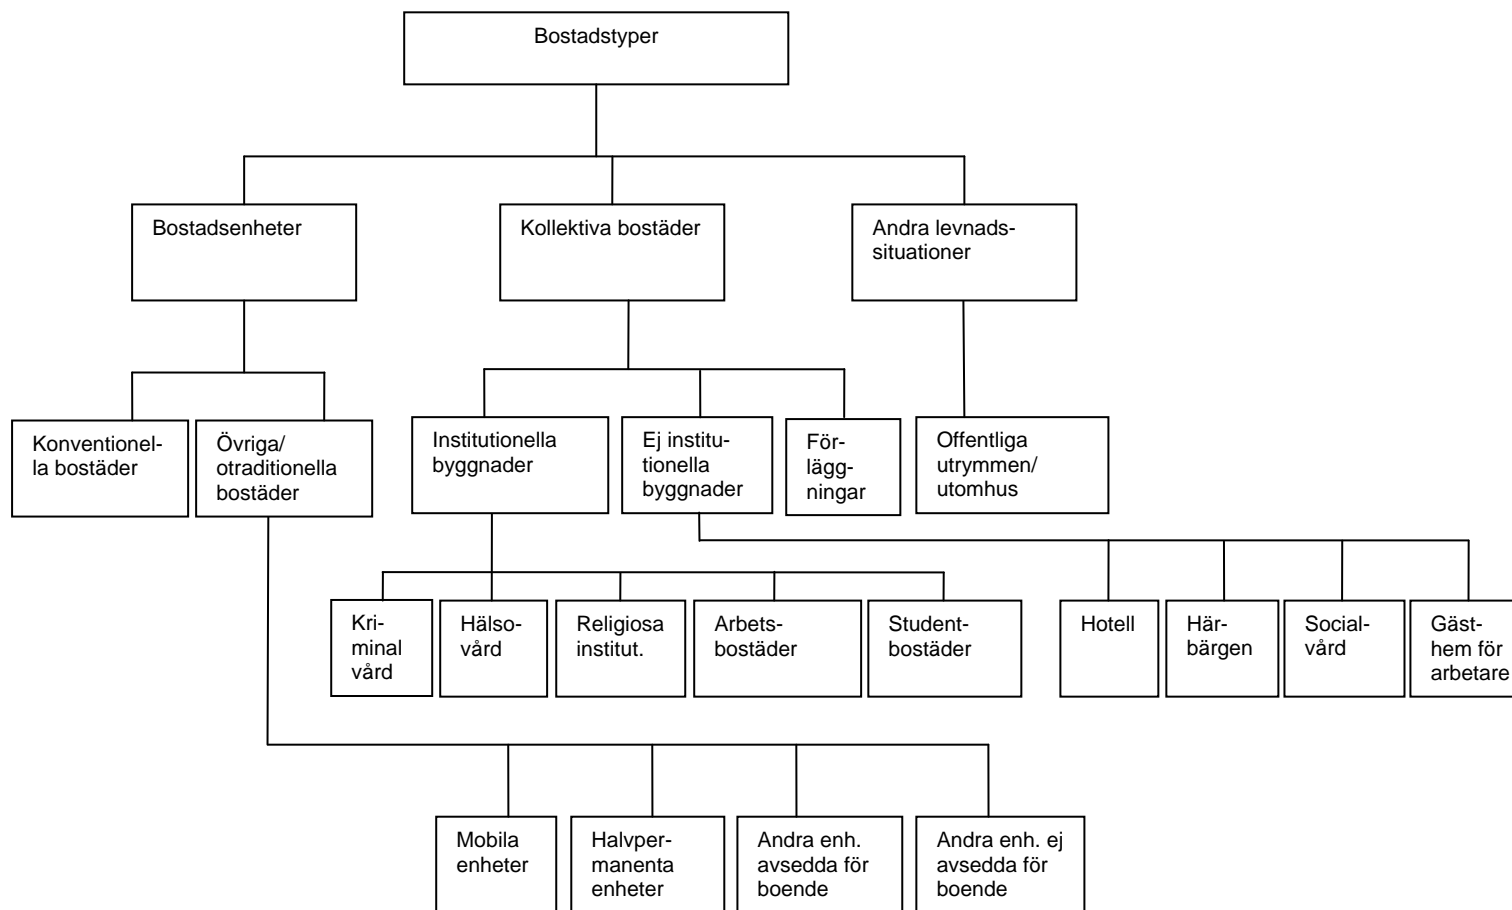 Bostadstyper
Bostadsenheter
Kollektiva bostäder
Andra levnads-
situationer
Konventionel-
la bostäder
Övriga/
otraditionella
bostäder
Institutionella
byggnader
Ej institu-
tionella
byggnader
För-
lägg-
ningar
Offentliga
utrymmen/
utomhus
Kri-
minal
vård
Hälso-
vård
Religiosa
institut.
Arbets-
bostäder
Student-
bostäder
Hotell
Här-
bärgen
Social-
vård
Gäst-
hem för
arbetare
Mobila
enheter
Halvper-
manenta
enheter
Andra enh.
avsedda för
boende
Andra enh. ej
avsedda för
boende